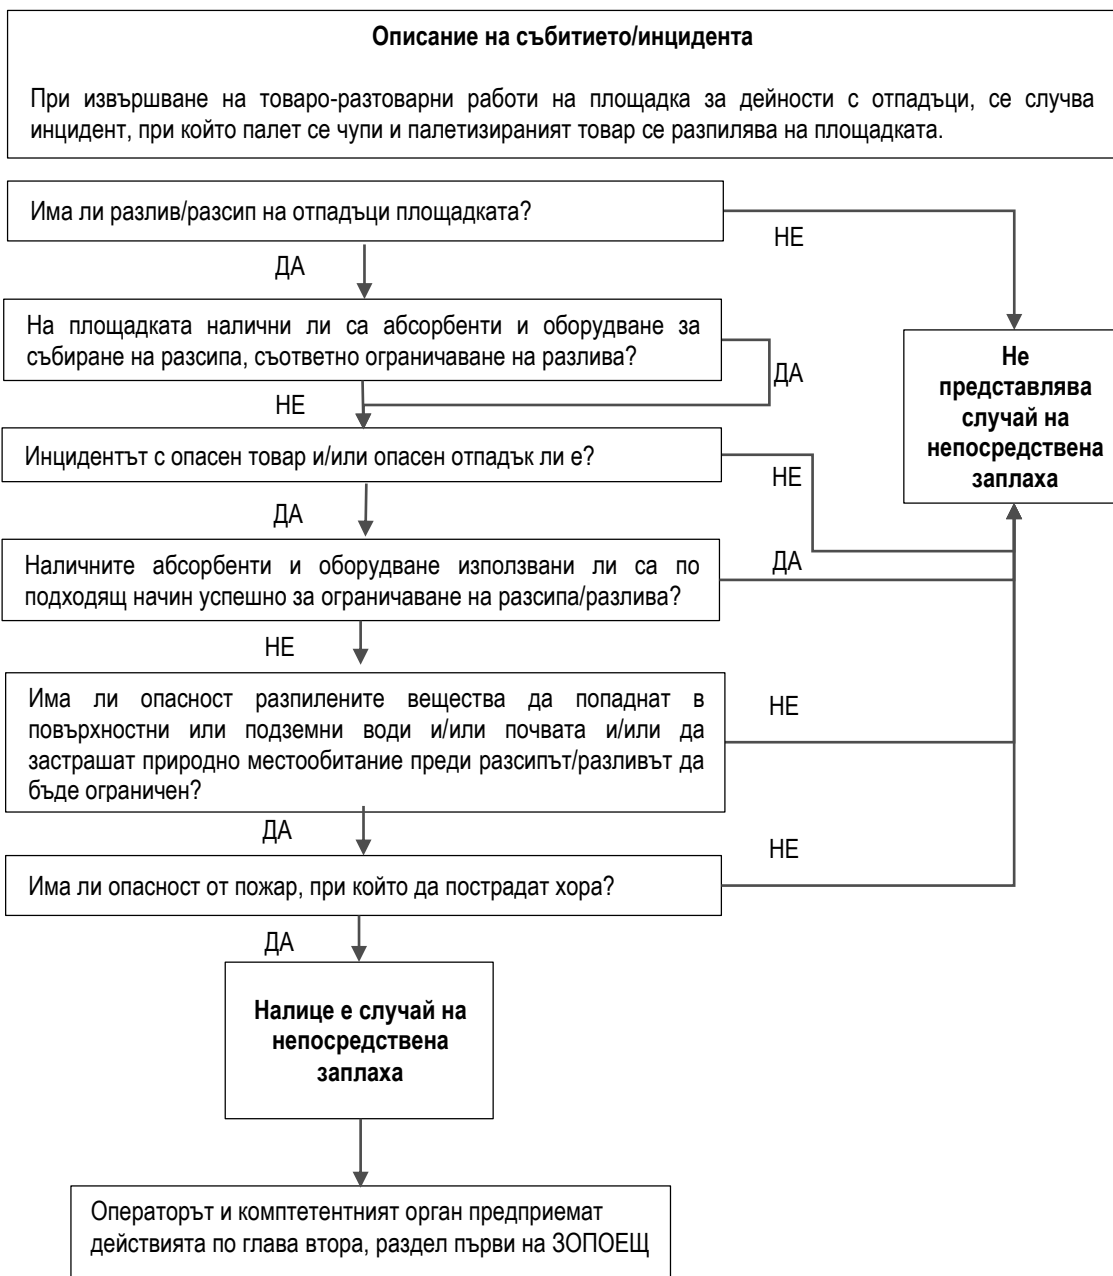 Описание на събитието/инцидента
При извършване на товаро-разтоварни работи на площадка за дейности с отпадъци, се случва
инцидент, при който палет се чупи и палетизираният товар се разпилява на площадката.
Има ли разлив/разсип на отпадъци площадката?
НЕ
ДА
На площадката налични ли са абсорбенти и оборудване за
събиране на разсипа, съответно ограничаване на разлива?
ДА
НЕ
Не
представлява
случай на
непосредствена
заплаха
Инцидентът с опасен товар и/или опасен отпадък ли е?
НЕ
ДА
Наличните абсорбенти и оборудване използвани ли са по
подходящ начин успешно за ограничаване на разсипа/разлива?
ДА
НЕ
Има ли опасност разпилените вещества да попаднат в
повърхностни или подземни води и/или почвата и/или да
застрашат природно местообитание преди разсипът/разливът да
бъде ограничен?
НЕ
ДА
Има ли опасност от пожар, при който да пострадат хора?
НЕ
ДА
Налице е случай на
непосредствена
заплаха
Операторът и комптетентният орган предприемат
действията по глава втора, раздел първи на ЗОПОЕЩ